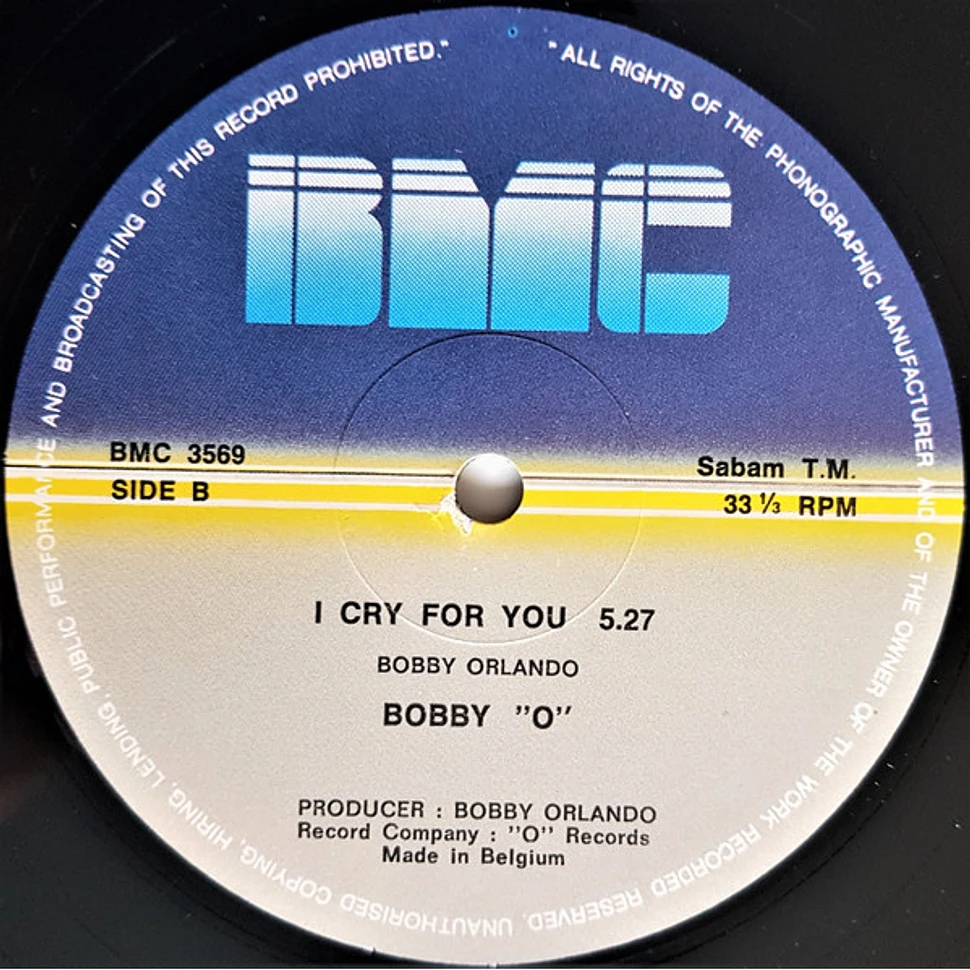 "ALL RIGHTS OF THE PHONOGRAPHIC MANUFACTURER AND OF THE OWNER OF THE WORK RECORDED RESERVED. UNAUTHORISED COPYING, HIRING, LENDING, PUBLIC PERFORMANCE AND BROADCASTING OF THIS RECORD PROHIBITED."
BMC
BMC 3569
SIDE B
Sabam T.M.
33 ⅓ RPM
I CRY FOR YOU 5.27
BOBBY ORLANDO
BOBBY "O"
PRODUCER : BOBBY ORLANDO
Record Company : "O" Records
Made in Belgium